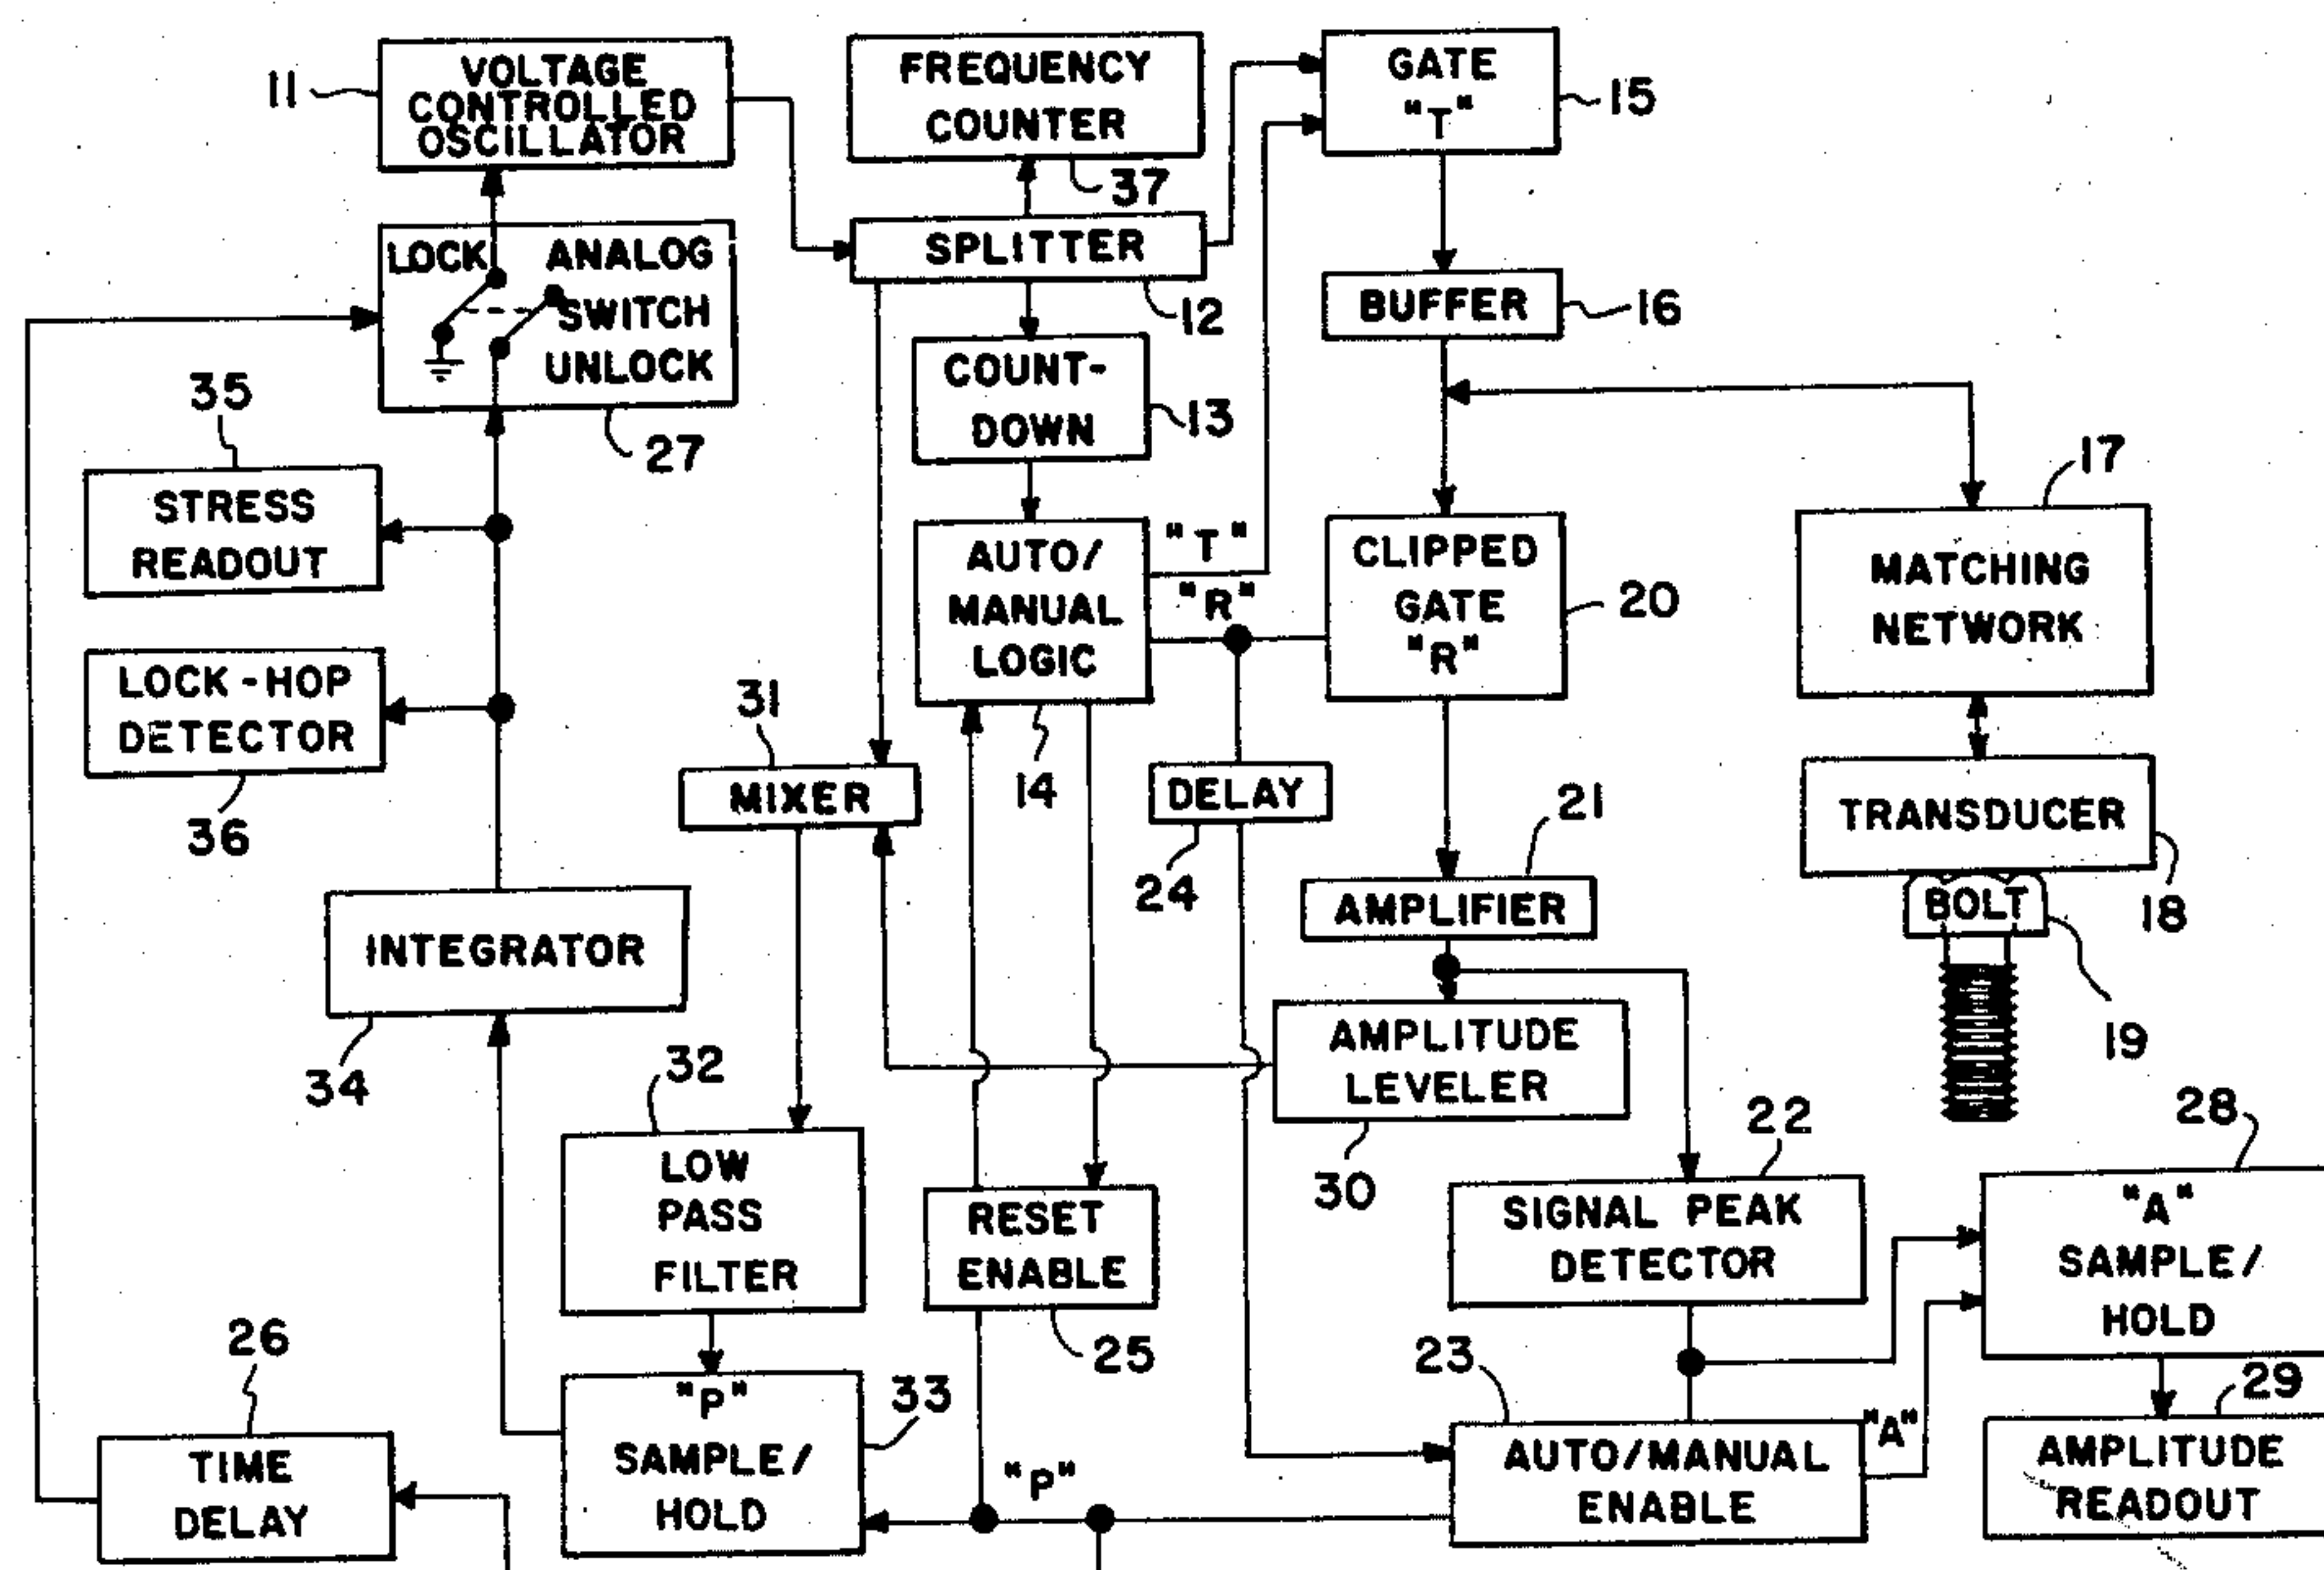 11
VOLTAGE
CONTROLLED
OSCILLATOR
FREQUENCY
COUNTER
37
GATE
"T"
15
LOCK
ANALOG
SWITCH
UNLOCK
27
SPLITTER
12
BUFFER
16
COUNT-
DOWN
13
35
STRESS
READOUT
17
MATCHING
NETWORK
AUTO/
MANUAL
LOGIC
14
"T"
"R"
CLIPPED
GATE
"R"
20
LOCK-HOP
DETECTOR
36
31
MIXER
DELAY
24
21
AMPLIFIER
TRANSDUCER
18
BOLT
19
INTEGRATOR
34
AMPLITUDE
LEVELER
30
32
LOW
PASS
FILTER
RESET
ENABLE
25
22
SIGNAL PEAK
DETECTOR
28
"A"
SAMPLE/
HOLD
26
TIME
DELAY
"P"
SAMPLE/
HOLD
33
"P"
23
AUTO/MANUAL
ENABLE
"A"
29
AMPLITUDE
READOUT